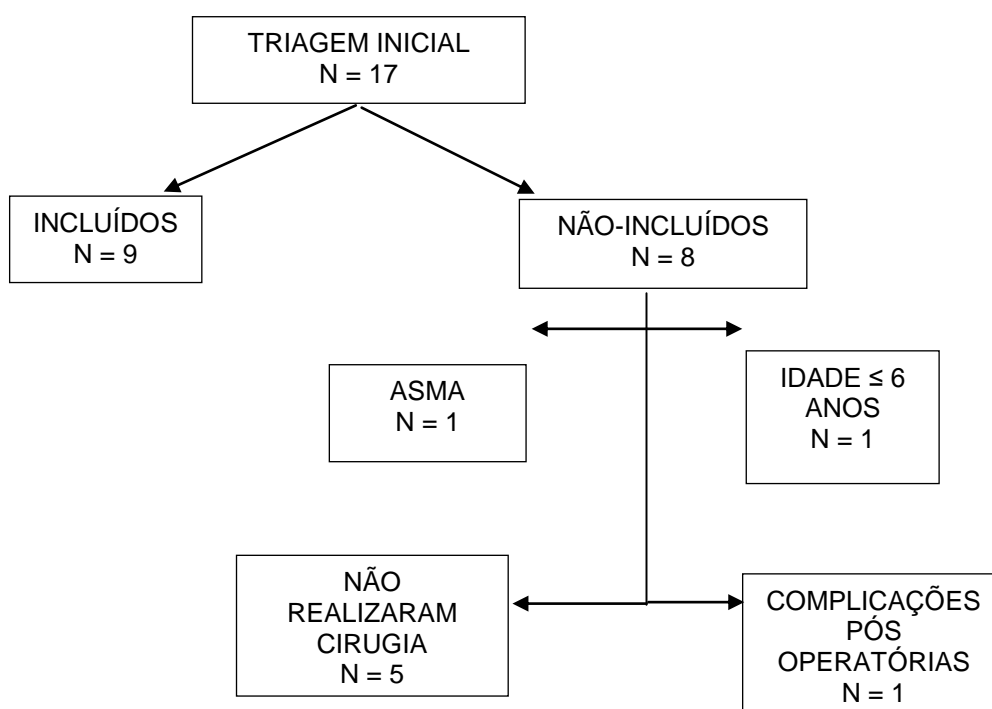 TRIAGEM INICIAL
N = 17
INCLUÍDOS
N = 9
NÃO-INCLUÍDOS
N = 8
ASMA
N = 1
IDADE ≤ 6
ANOS
N = 1
NÃO
REALIZARAM
CIRUGIA
N = 5
COMPLICAÇÕES
PÓS
OPERATÓRIAS
N = 1